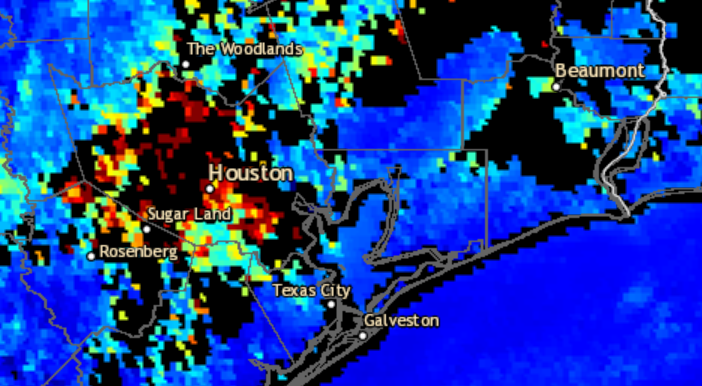 The Woodlands
Beaumont
Houston
Sugar Land
Rosenberg
Texas City
Galveston